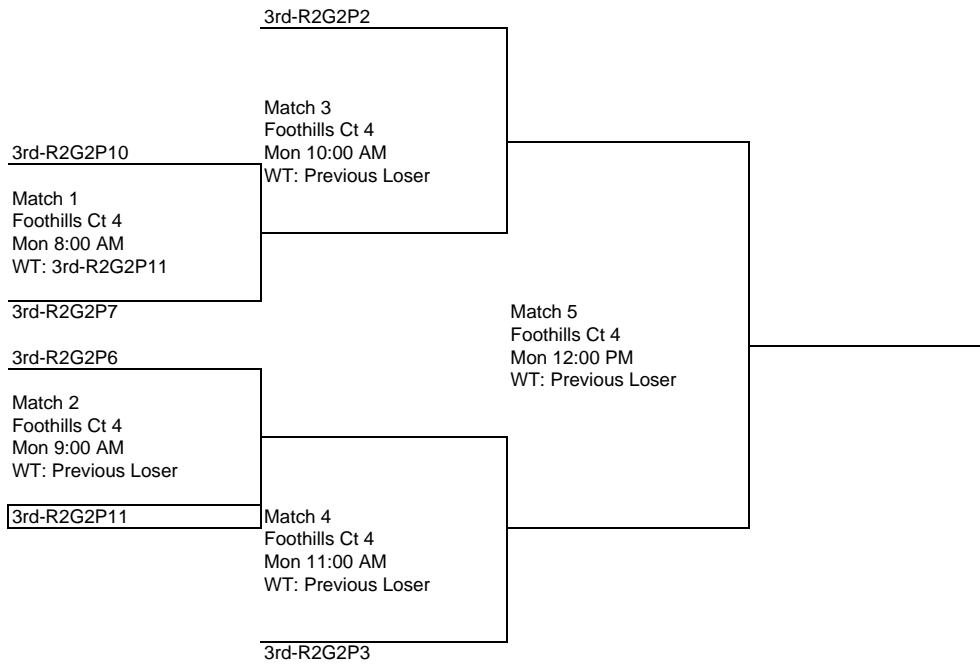 3rd-R2G2P2
Match 3
Foothills Ct 4
Mon 10:00 AM
WT: Previous Loser
3rd-R2G2P10
Match 1
Foothills Ct 4
Mon 8:00 AM
WT: 3rd-R2G2P11
3rd-R2G2P7
Match 5
Foothills Ct 4
Mon 12:00 PM
WT: Previous Loser
3rd-R2G2P6
Match 2
Foothills Ct 4
Mon 9:00 AM
WT: Previous Loser
3rd-R2G2P11
Match 4
Foothills Ct 4
Mon 11:00 AM
WT: Previous Loser
3rd-R2G2P3